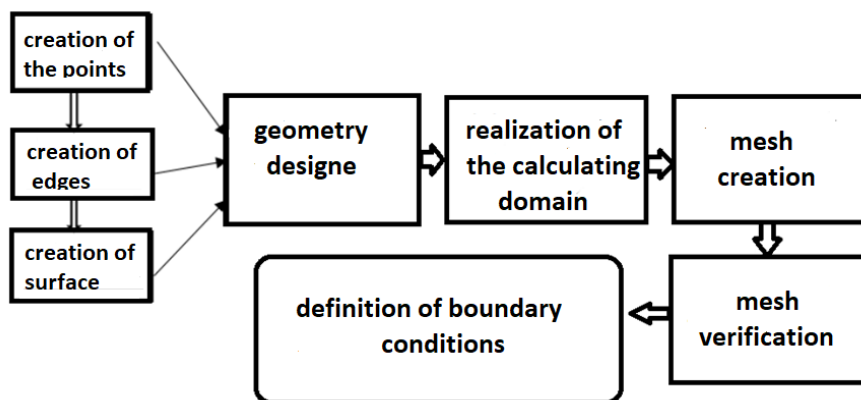 creation of
the points
creation of
edges
creation of
surface
geometry
designe
realization of
the calculating
domain
mesh
creation
mesh
verification
definition of boundary
conditions